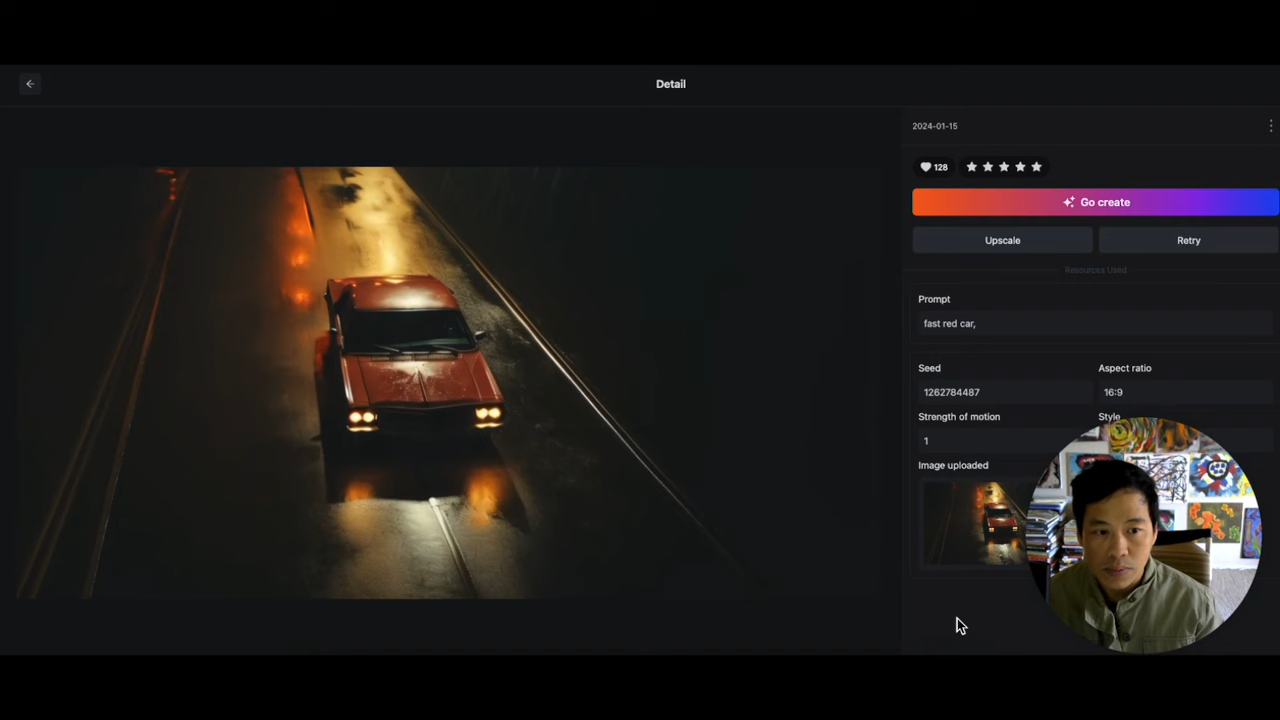 Detail
2024-01-15
128
Go create
Upscale
Retry
Resources Used
Prompt
fast red car,
Seed
Aspect ratio
1262784487
16:9
Strength of motion
Style
1
Image uploaded